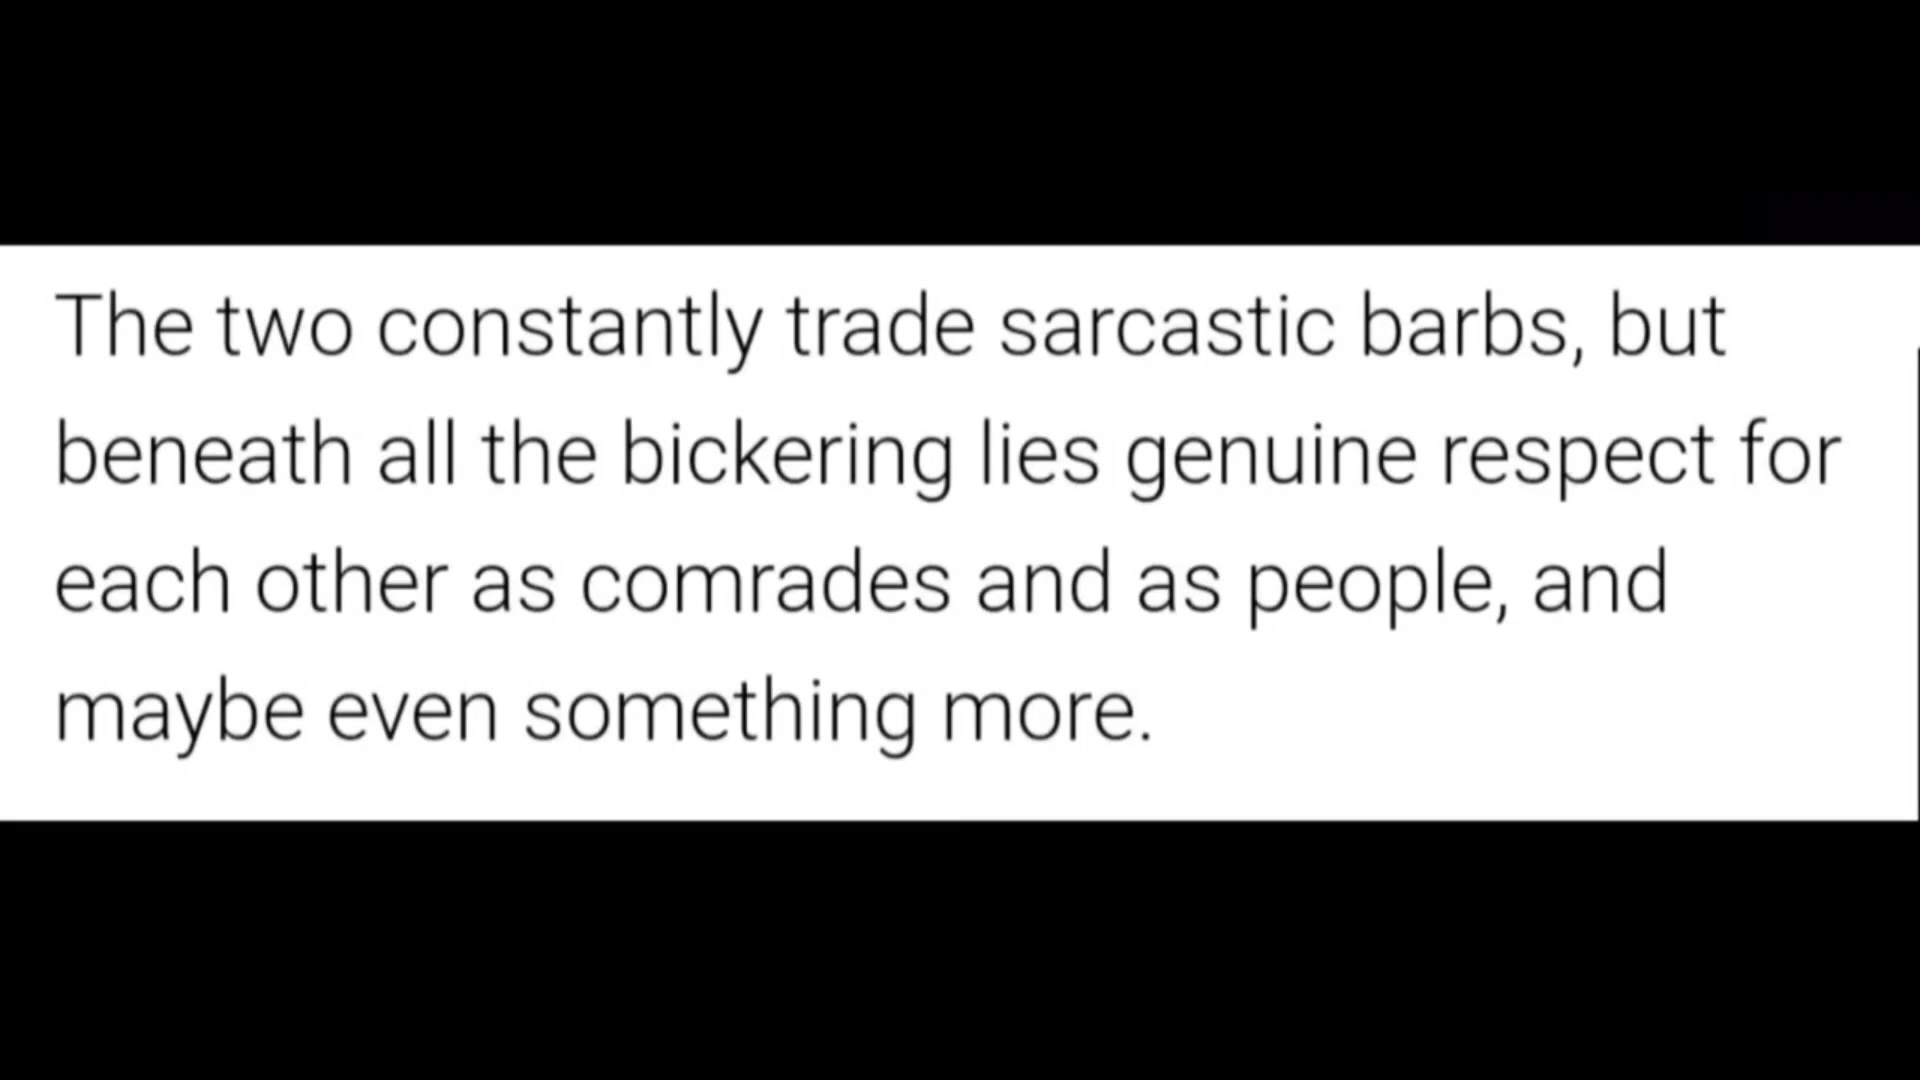 The two constantly trade sarcastic barbs, but
beneath all the bickering lies genuine respect for
each other as comrades and as people, and
maybe even something more.